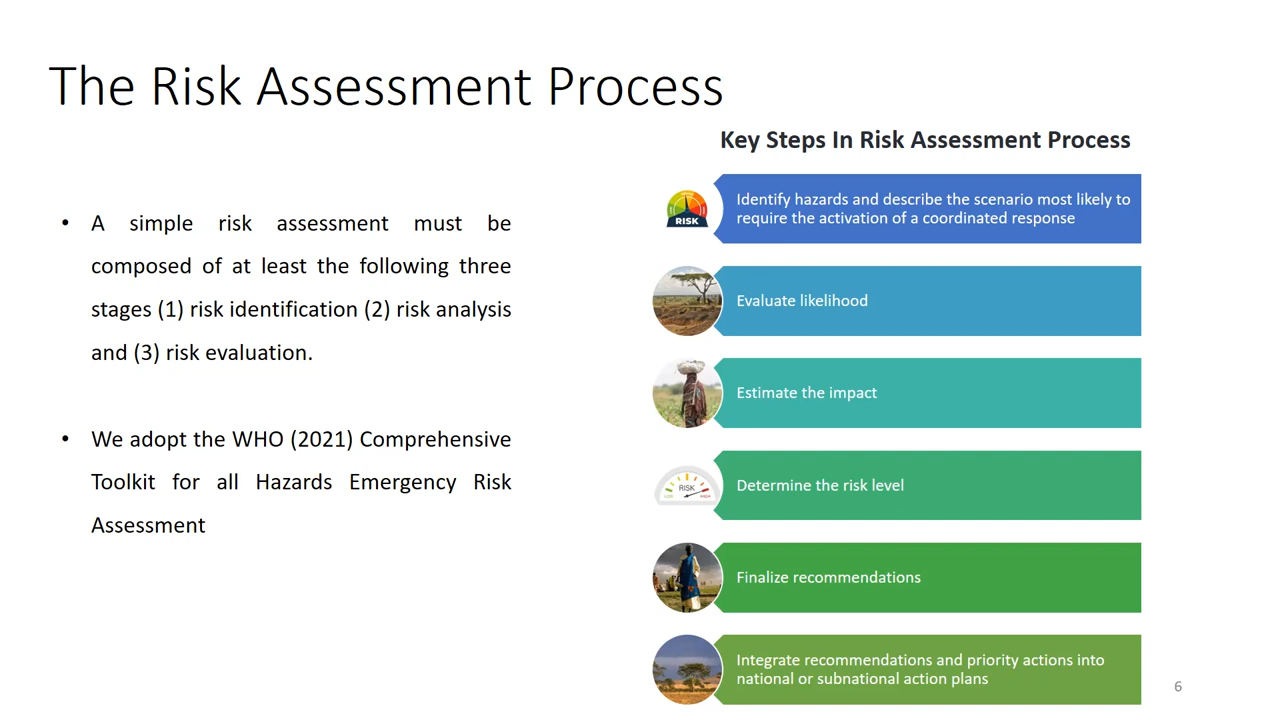 The Risk Assessment Process
• A simple risk assessment must be
composed of at least the following three
stages (1) risk identification (2) risk analysis
and (3) risk evaluation.
• We adopt the WHO (2021) Comprehensive
Toolkit for all Hazards Emergency Risk
Assessment
Key Steps In Risk Assessment Process
RISK
Identify hazards and describe the scenario most likely to
require the activation of a coordinated response
Evaluate likelihood
Estimate the impact
RISK
LOW
HIGH
Determine the risk level
Finalize recommendations
Integrate recommendations and priority actions into
national or subnational action plans
6